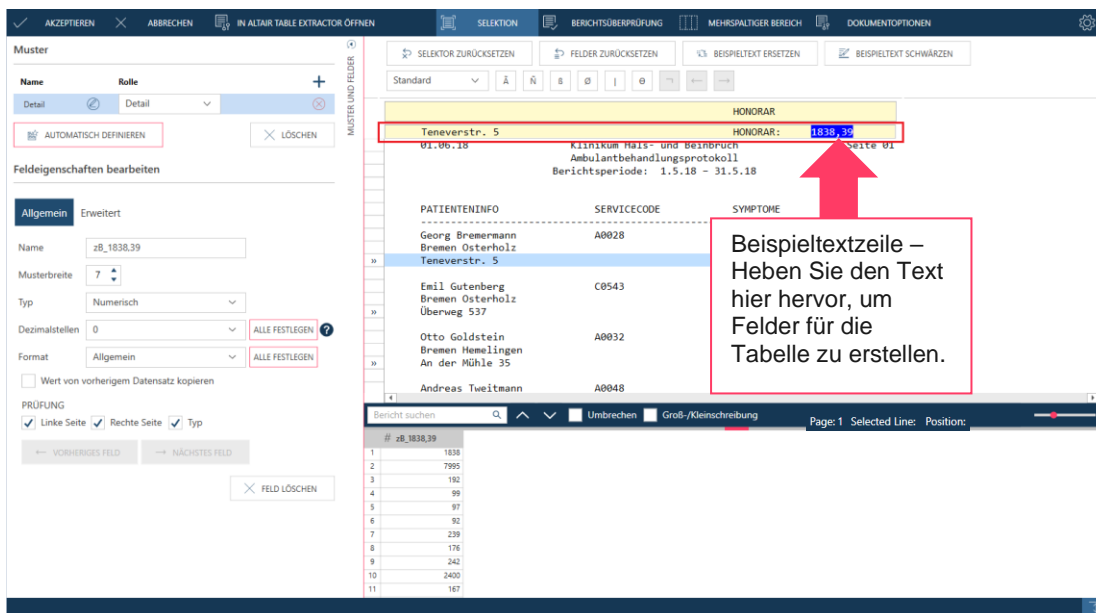 AKZEPTIEREN ABBRECHEN IN ALTAIR TABLE EXTRACTOR ÖFFNEN SELEKTION BERICHTSÜBERPRÜFUNG MEHRSPALTIGER BEREICH DOKUMENTOPTIONEN
Muster
Name Rolle
Detail Detail
AUTOMATISCH DEFINIEREN LÖSCHEN
Feldeigenschaften bearbeiten
Allgemein Erweitert
Name zB_1838,39
Musterbreite 7
Typ Numerisch
Dezimalstellen 0 ALLE FESTLEGEN ?
Format Allgemein ALLE FESTLEGEN
Wert von vorherigem Datensatz kopieren
PRÜFUNG
Linke Seite Rechte Seite Typ
← VORHERIGES FELD → NÄCHSTES FELD
FELD LÖSCHEN
MUSTER UND FELDER
SELEKTOR ZURÜCKSETZEN FELDER ZURÜCKSETZEN BEISPIELTEXT ERSETZEN BEISPIELTEXT SCHWÄRZEN
Standard Ã Ñ ß Ø | ¬ ← →
HONORAR
Teneverstr. 5 HONORAR: 1838,39
01.06.18 Klinikum Hals- und Beinbruch Seite 01
Ambulantbehandlungsprotokoll
Berichtsperiode: 1.5.18 - 31.5.18
PATIENTENINFO SERVICECODE SYMPTOME
Georg Bremermann A0028
Bremen Osterholz
» Teneverstr. 5
Emil Gutenberg C0543
Bremen Osterholz
» Überweg 537
Otto Goldstein A0032
Bremen Hemelingen
» An der Mühle 35
Andreas Tweitmann A0048
Beispieltextzeile –
Heben Sie den Text
hier hervor, um
Felder für die
Tabelle zu erstellen.
Bericht suchen Umbrechen Groß-/Kleinschreibung Page: 1 Selected Line: Position:
# zB_1838,39
1 1838
2 7995
3 192
4 99
5 97
6 92
7 239
8 176
9 242
10 2400
11 167